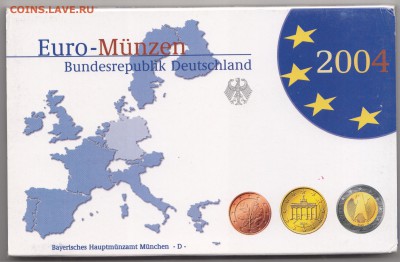 COINS.LAVE.RU
Euro-Münzen
Bundesrepublik Deutschland
2004
Bayerisches Hauptmünzamt München - D -